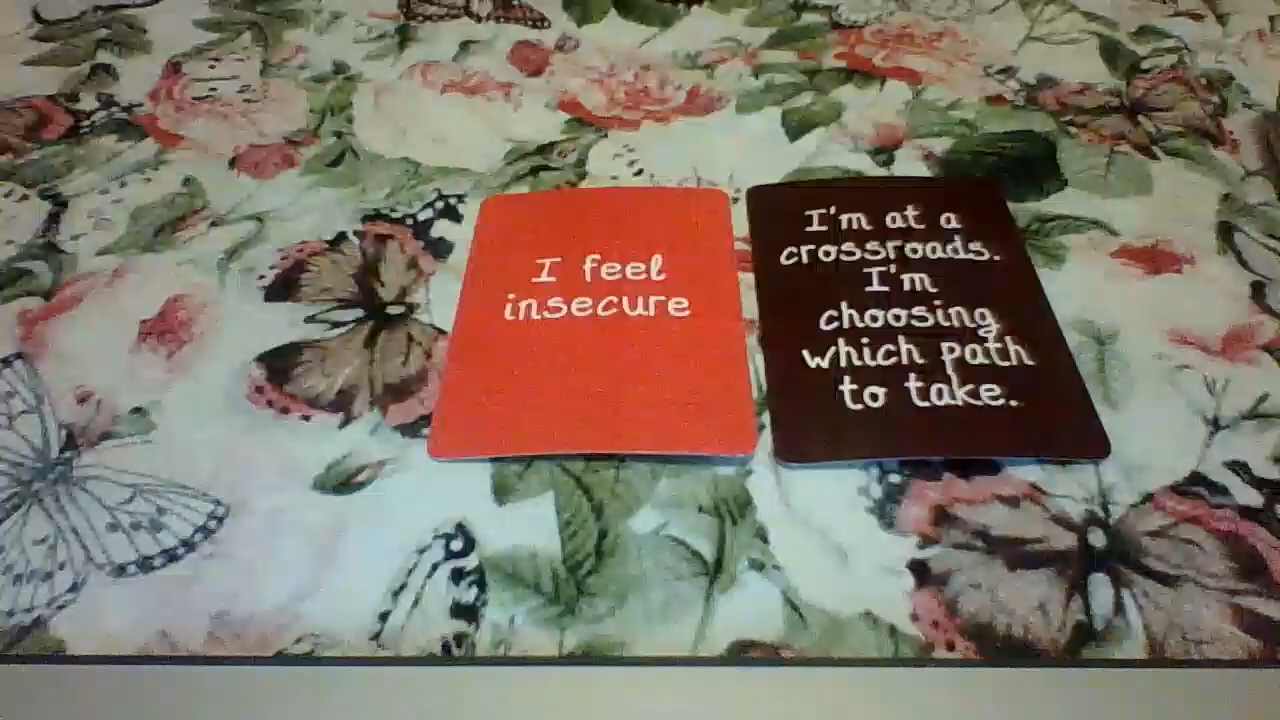 I feel
insecure
I'm at a
crossroads.
I'm
choosing
which path
to take.